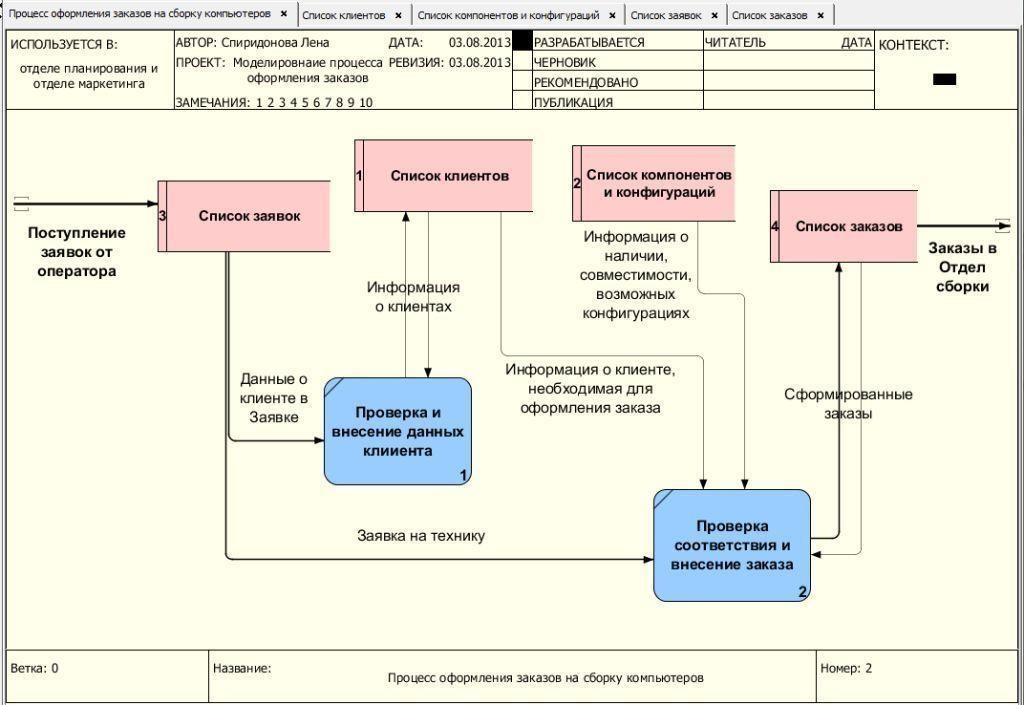 Процесс оформления заказов на сборку компьютеров × Список клиентов × Список компонентов и конфигураций × Список заявок × Список заказов ×
ИСПОЛЬЗУЕТСЯ В:
отделе планирования и
отделе маркетинга
АВТОР: Спиридонова Лена ДАТА: 03.08.2013
ПРОЕКТ: Моделировнаие процесса РЕВИЗИЯ: 03.08.2013
оформления заказов
ЗАМЕЧАНИЯ: 1 2 3 4 5 6 7 8 9 10
РАЗРАБАТЫВАЕТСЯ
ЧЕРНОВИК
РЕКОМЕНДОВАНО
ПУБЛИКАЦИЯ
ЧИТАТЕЛЬ ДАТА
КОНТЕКСТ:
Поступление
заявок от
оператора
3 Список заявок
1 Список клиентов
2 Список компонентов
и конфигураций
4 Список заказов
Заказы в
Отдел
сборки
Информация
о клиентах
Информация о
наличии,
совместимости,
возможных
конфигурациях
Данные о
клиенте в
Заявке
Информация о клиенте,
необходимая для
оформления заказа
Сформированные
заказы
Проверка и
внесение данных
клииента
1
Заявка на технику
Проверка
соответствия и
внесение заказа
2
Ветка: 0
Название:
Процесс оформления заказов на сборку компьютеров
Номер: 2